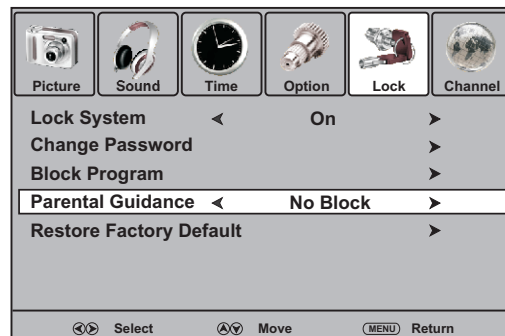 Picture Sound Time Option Lock Channel
Lock System On
Change Password
Block Program
Parental Guidance No Block
Restore Factory Default
Select Move MENU Return